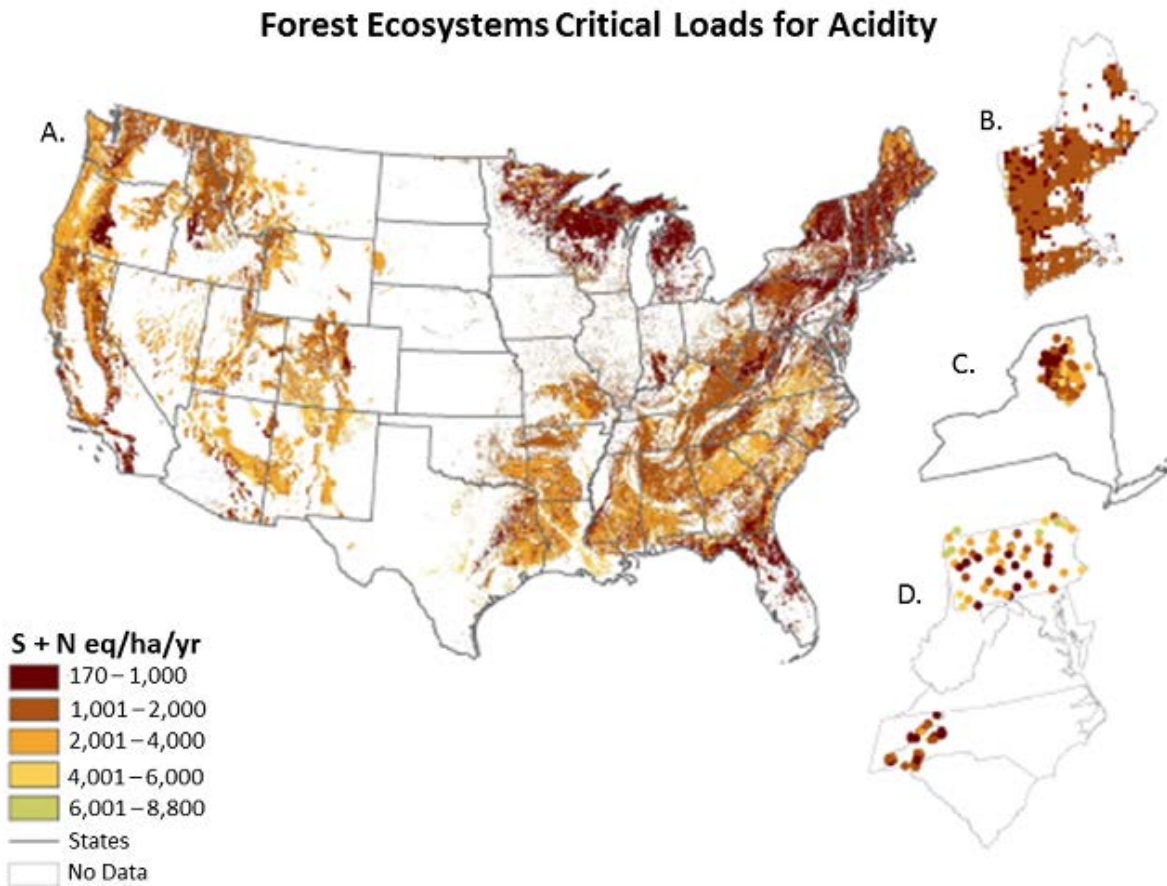 Forest Ecosystems Critical Loads for Acidity
A.
B.
C.
D.
S + N eq/ha/yr
170 – 1,000
1,001 – 2,000
2,001 – 4,000
4,001 – 6,000
6,001 – 8,800
States
No Data